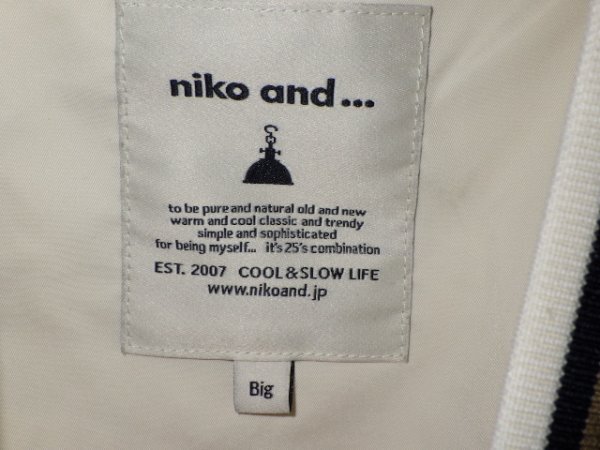 niko and...
to be pure and natural old and new
warm and cool classic and trendy
simple and sophisticated
for being myself... it's 25's combination
EST. 2007 COOL&SLOW LIFE
www.nikoand.jp
Big